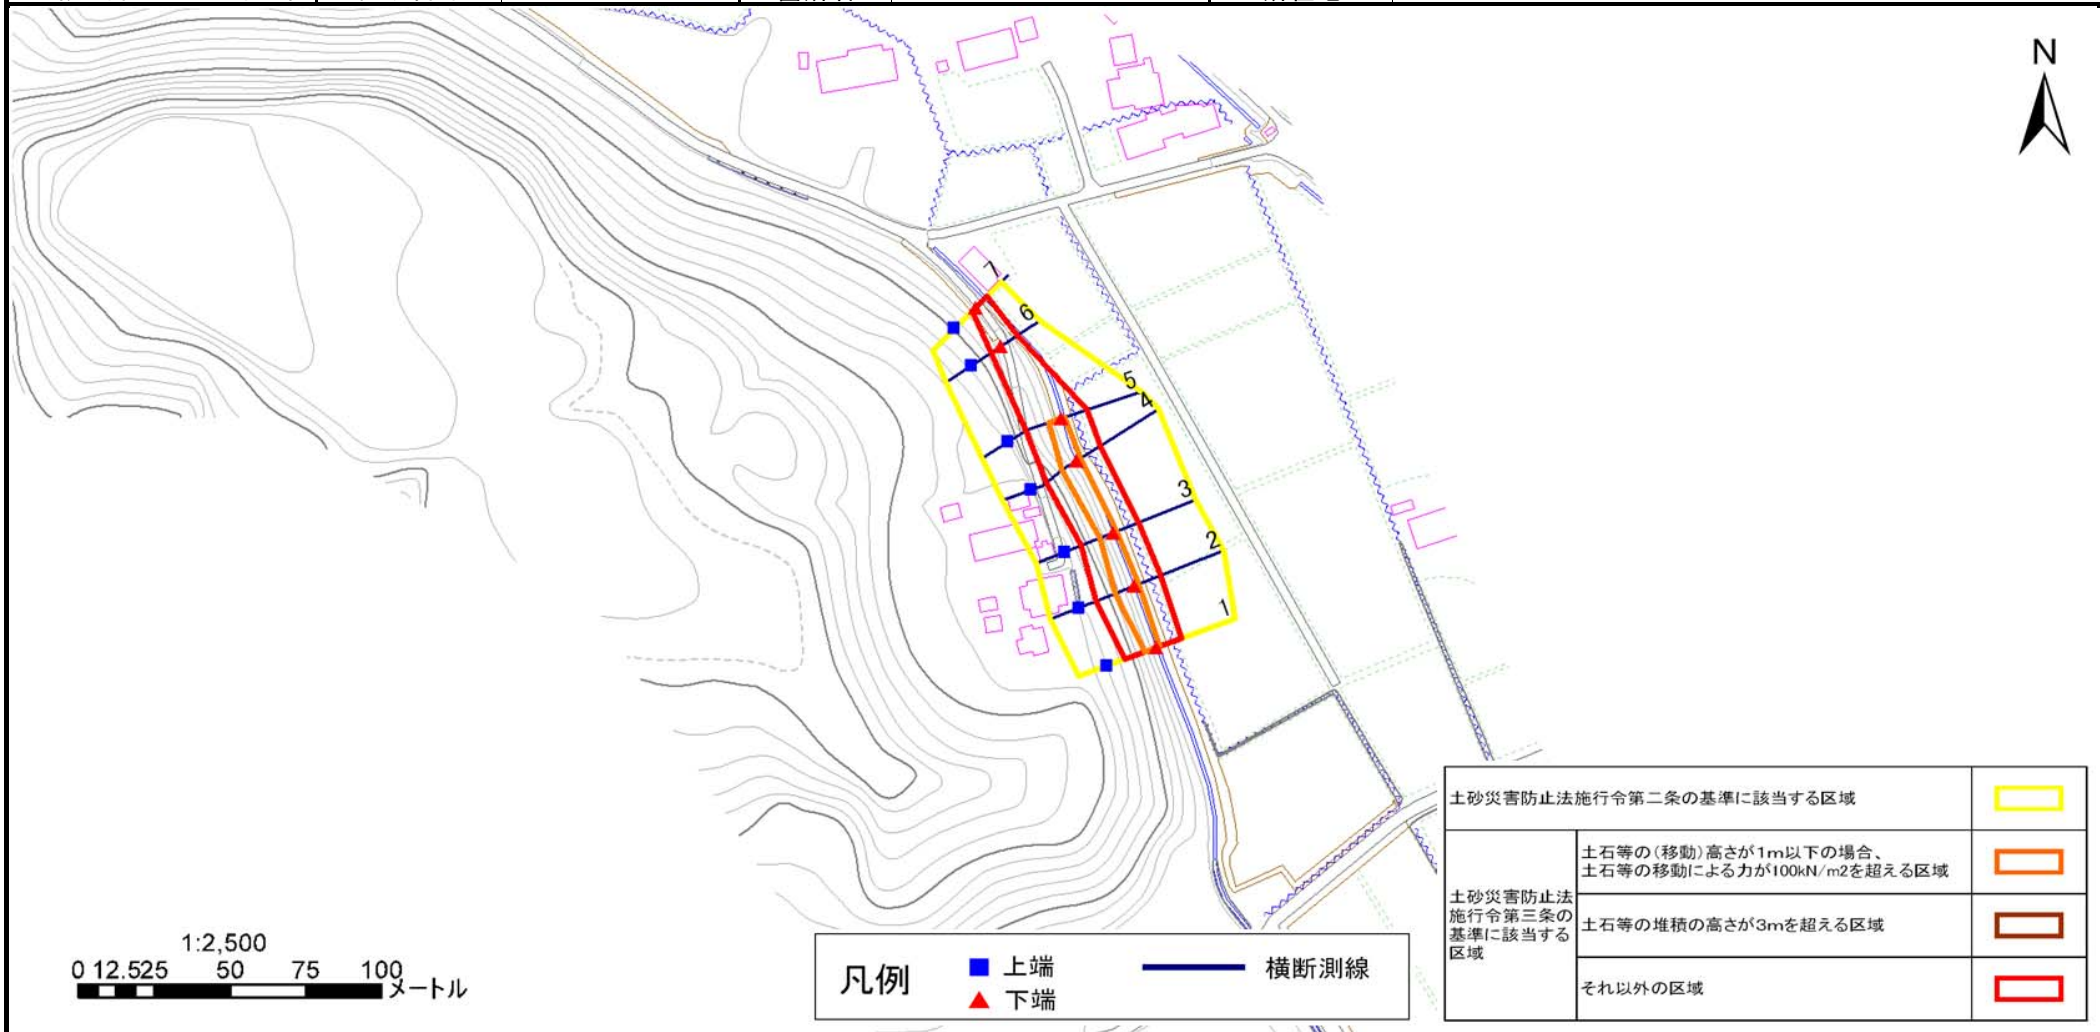 N
7
6
5
4
3
2
1
土砂災害防止法施行令第二条の基準に該当する区域
土砂災害防止法
施行令第三条の
基準に該当する
区域
土石等の(移動)高さが1m以下の場合、
土石等の移動による力が100kN/m2を超える区域
土石等の堆積の高さが3mを超える区域
それ以外の区域
1:2,500
0 12.525 50 75 100
メートル
凡例
上端
下端
横断測線